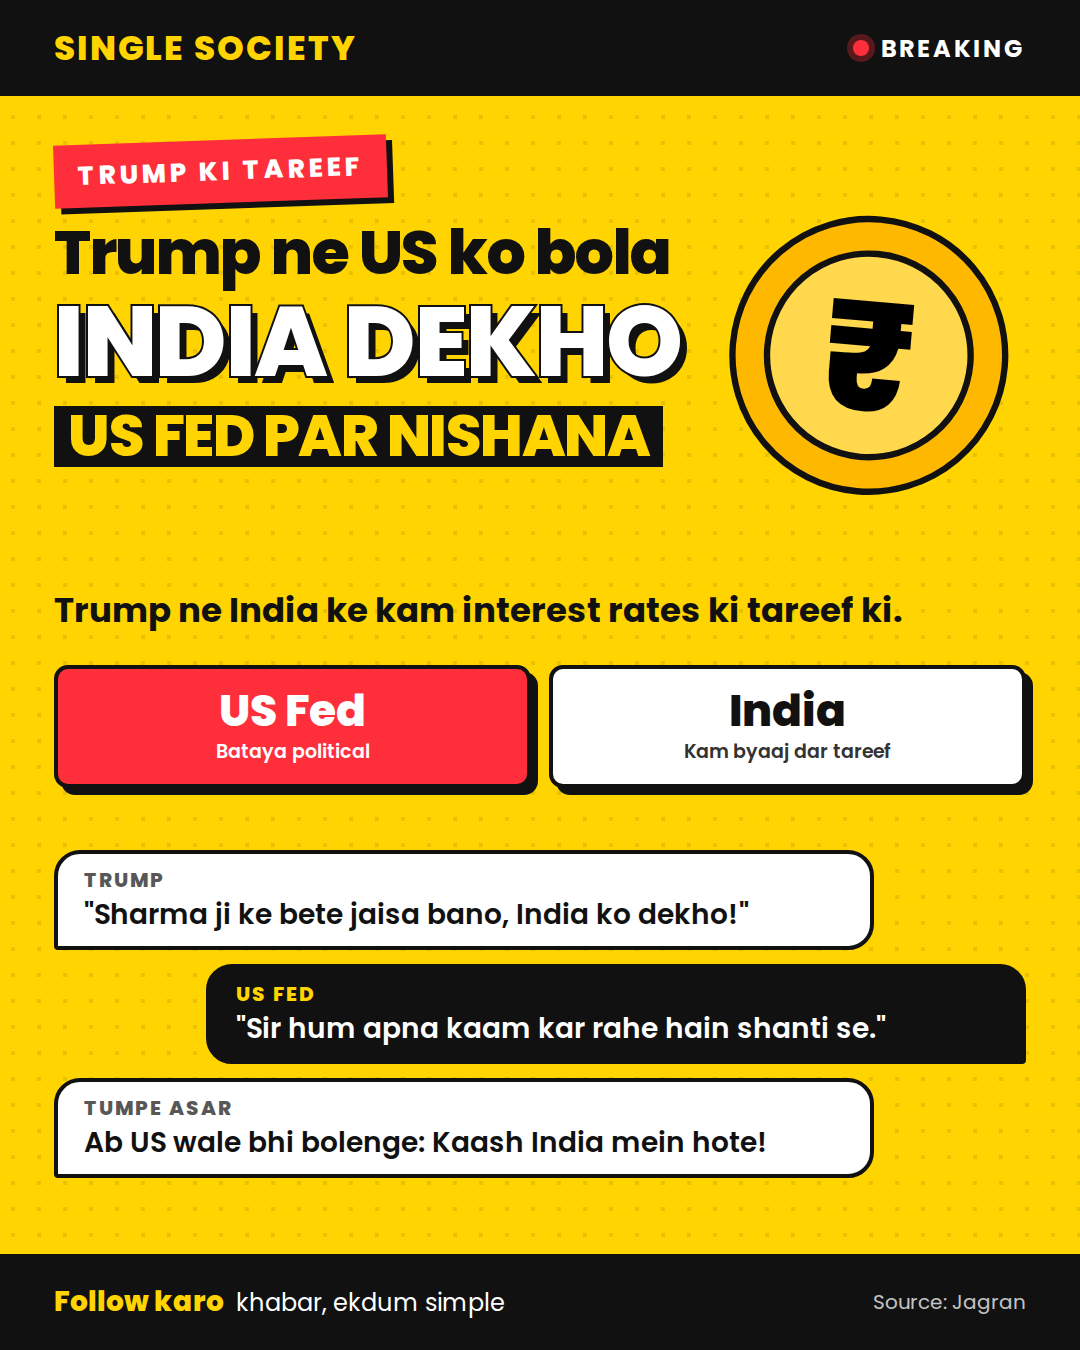 SINGLE SOCIETY
BREAKING
TRUMP KI TAREEF
Trump ne US ko bola
INDIA DEKHO
US FED PAR NISHANA
₹
Trump ne India ke kam interest rates ki tareef ki.
US Fed
Bataya political
India
Kam byaaj dar tareef
TRUMP
"Sharma ji ke bete jaisa bano, India ko dekho!"
US FED
"Sir hum apna kaam kar rahe hain shanti se."
TUMPE ASAR
Ab US wale bhi bolenge: Kaash India mein hote!
Follow karo khabar, ekdum simple
Source: Jagran